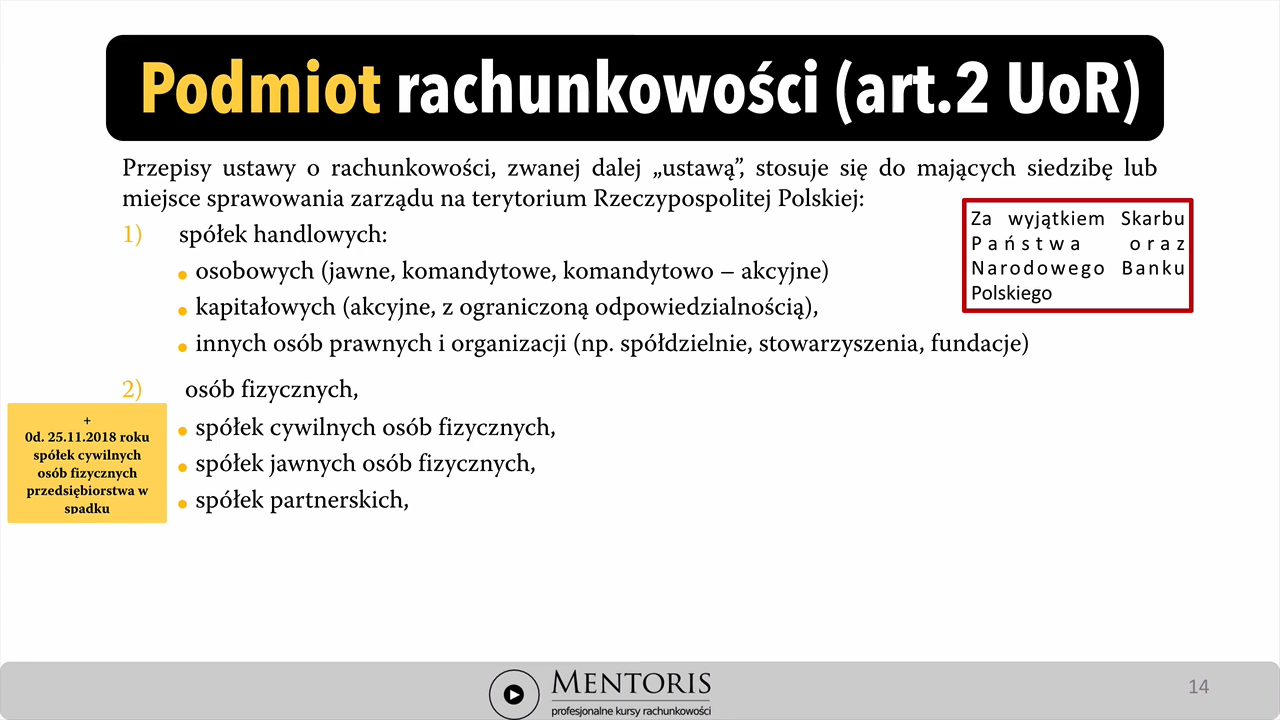 Podmiot rachunkowości (art.2 UoR)
Przepisy ustawy o rachunkowości, zwanej dalej „ustawą”, stosuje się do mających siedzibę lub
miejsce sprawowania zarządu na terytorium Rzeczypospolitej Polskiej:
Za wyjątkiem Skarbu
Państwa oraz
Narodowego Banku
Polskiego
1) spółek handlowych:
• osobowych (jawne, komandytowe, komandytowo – akcyjne)
• kapitałowych (akcyjne, z ograniczoną odpowiedzialnością),
• innych osób prawnych i organizacji (np. spółdzielnie, stowarzyszenia, fundacje)
2) osób fizycznych,
• spółek cywilnych osób fizycznych,
• spółek jawnych osób fizycznych,
• spółek partnerskich,
+
0d. 25.11.2018 roku
spółek cywilnych
osób fizycznych
przedsiębiorstwa w
spadku
MENTORIS
profesjonalne kursy rachunkowości
14